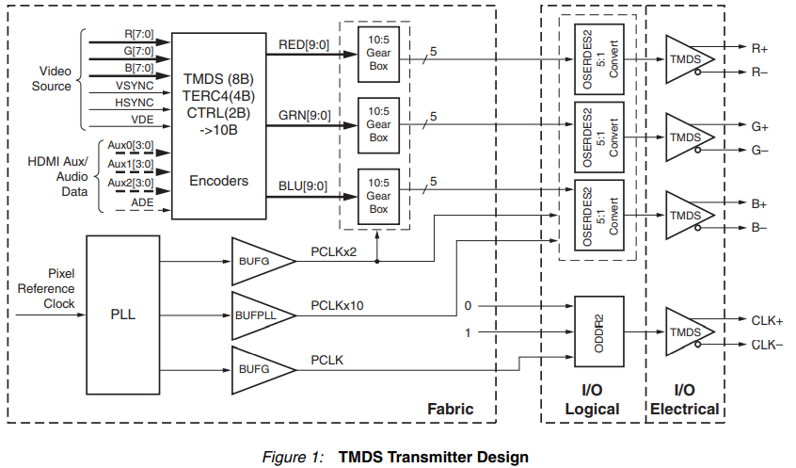 R[7:0]
G[7:0]
B[7:0]
VSYNC
HSYNC
VDE
Video
Source
HDMI Aux/
Audio
Data
Aux0[3:0]
Aux1[3:0]
Aux2[3:0]
ADE
TMDS (8B)
TERC4(4B)
CTRL(2B)
->10B
Encoders
RED[9:0]
GRN[9:0]
BLU[9:0]
10:5
Gear
Box
10:5
Gear
Box
10:5
Gear
Box
5
5
5
OSERDES2
5:1
Convert
OSERDES2
5:1
Convert
OSERDES2
5:1
Convert
TMDS
R+
R–
TMDS
G+
G–
TMDS
B+
B–
Pixel
Reference
Clock
PLL
BUFG
PCLKx2
BUFPLL
PCLKx10
BUFG
PCLK
0
1
ODDR2
TMDS
CLK+
CLK–
Fabric
I/O
Logical
I/O
Electrical
Figure 1: TMDS Transmitter Design